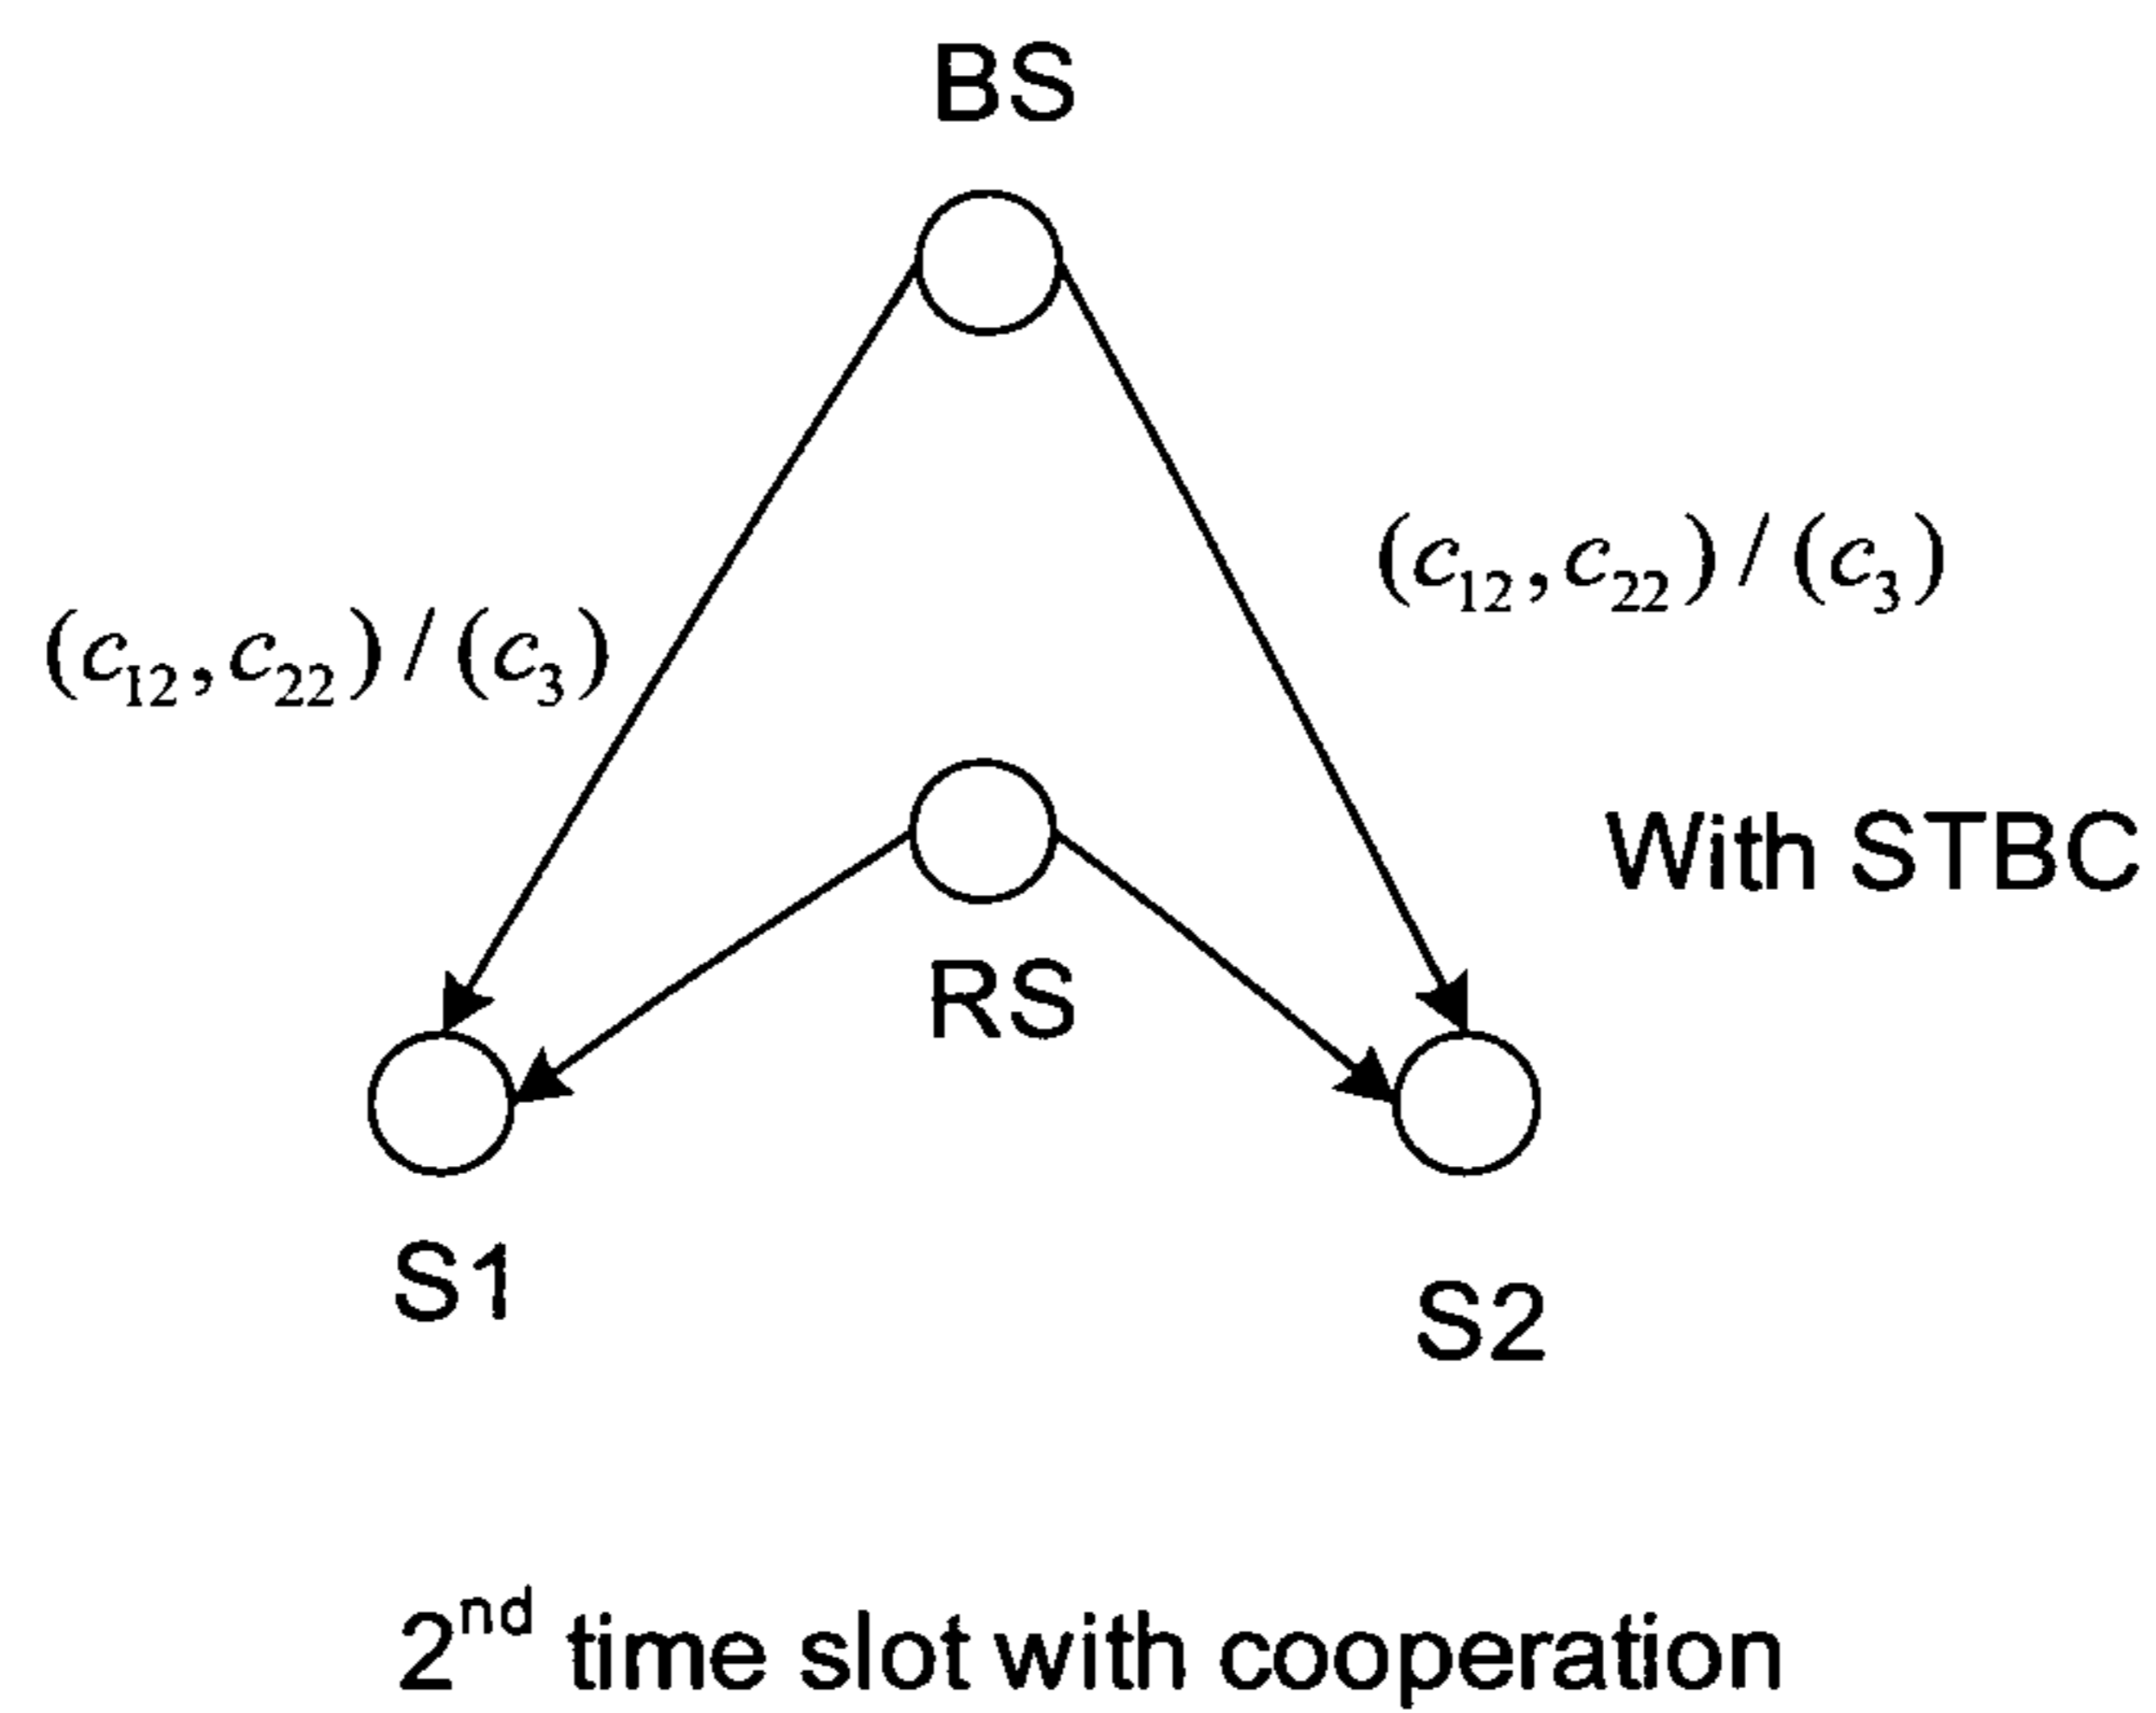 BS
(c₁₂,c₂₂)/(c₃)
(c₁₂,c₂₂)/(c₃)
With STBC
RS
S1
S2
2ⁿᵈ time slot with cooperation